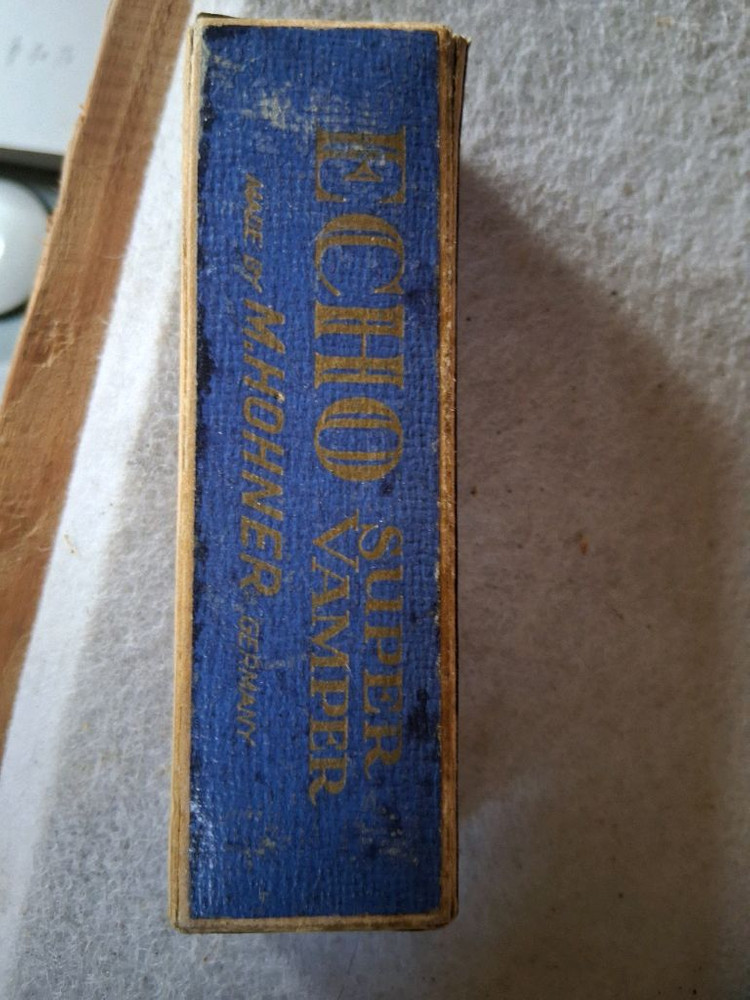 ECHO SUPER
VAMPER
MADE BY M.HOHNER. GERMANY